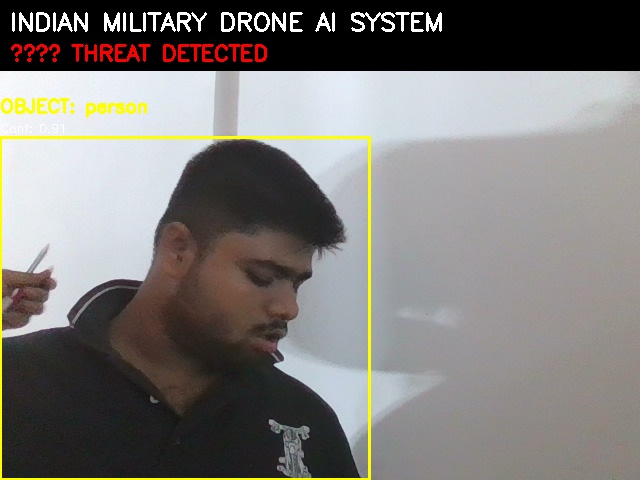 INDIAN MILITARY DRONE AI SYSTEM
???? THREAT DETECTED
OBJECT: person
Conf: 0.91